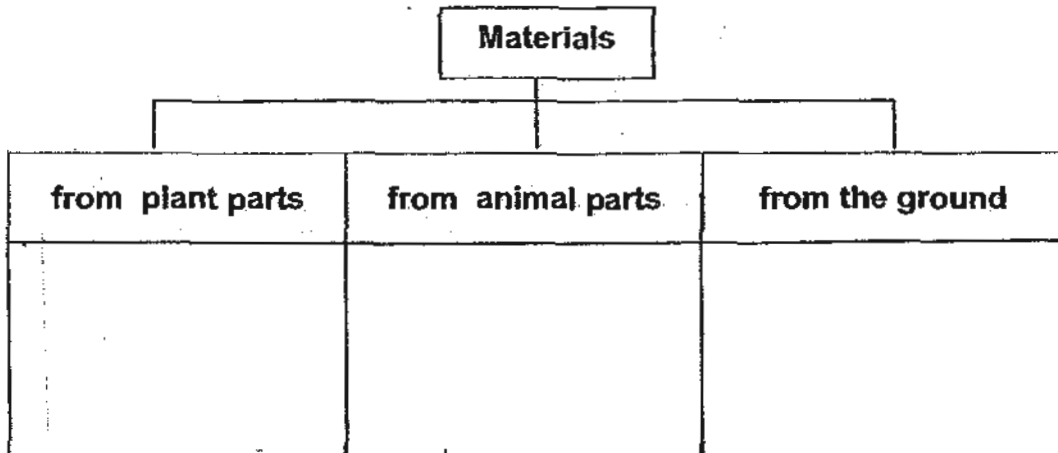 Materials
from plant parts
from animal parts
from the ground